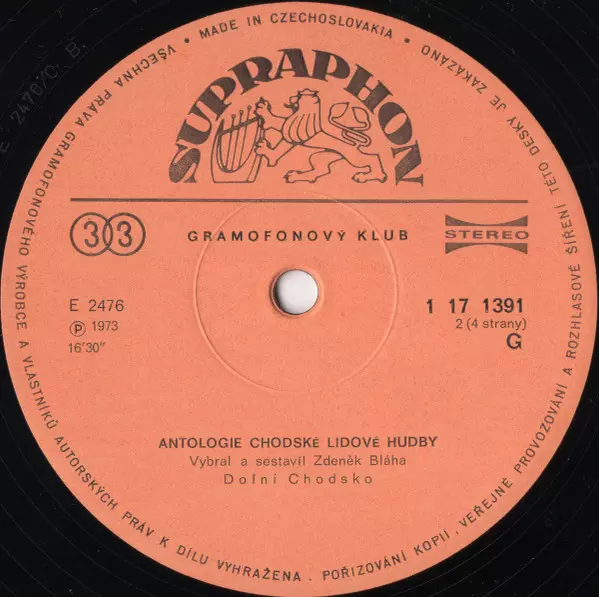 MADE IN CZECHOSLOVAKIA •
SUPRAPHON
33
GRAMOFONOVÝ KLUB
STEREO
E 2476
Ⓟ 1973
16'30"
1 17 1391
2 (4 strany)
G
ANTOLOGIE CHODSKÉ LIDOVÉ HUDBY
Vybral a sestavil Zdeněk Bláha
Dolní Chodsko
VŠECHNA PRÁVA GRAMOFONOVÉHO VÝROBCE A VLASTNÍKŮ AUTORSKÝCH PRÁV K DÍLU VYHRAŽENA . POŘIZOVÁNÍ KOPIÍ , VEŘEJNÉ PROVOZOVÁNÍ A ROZHLASOVÉ ŠÍŘENÍ TÉTO DESKY JE ZAKÁZÁNO •